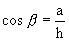 cos β = a/h